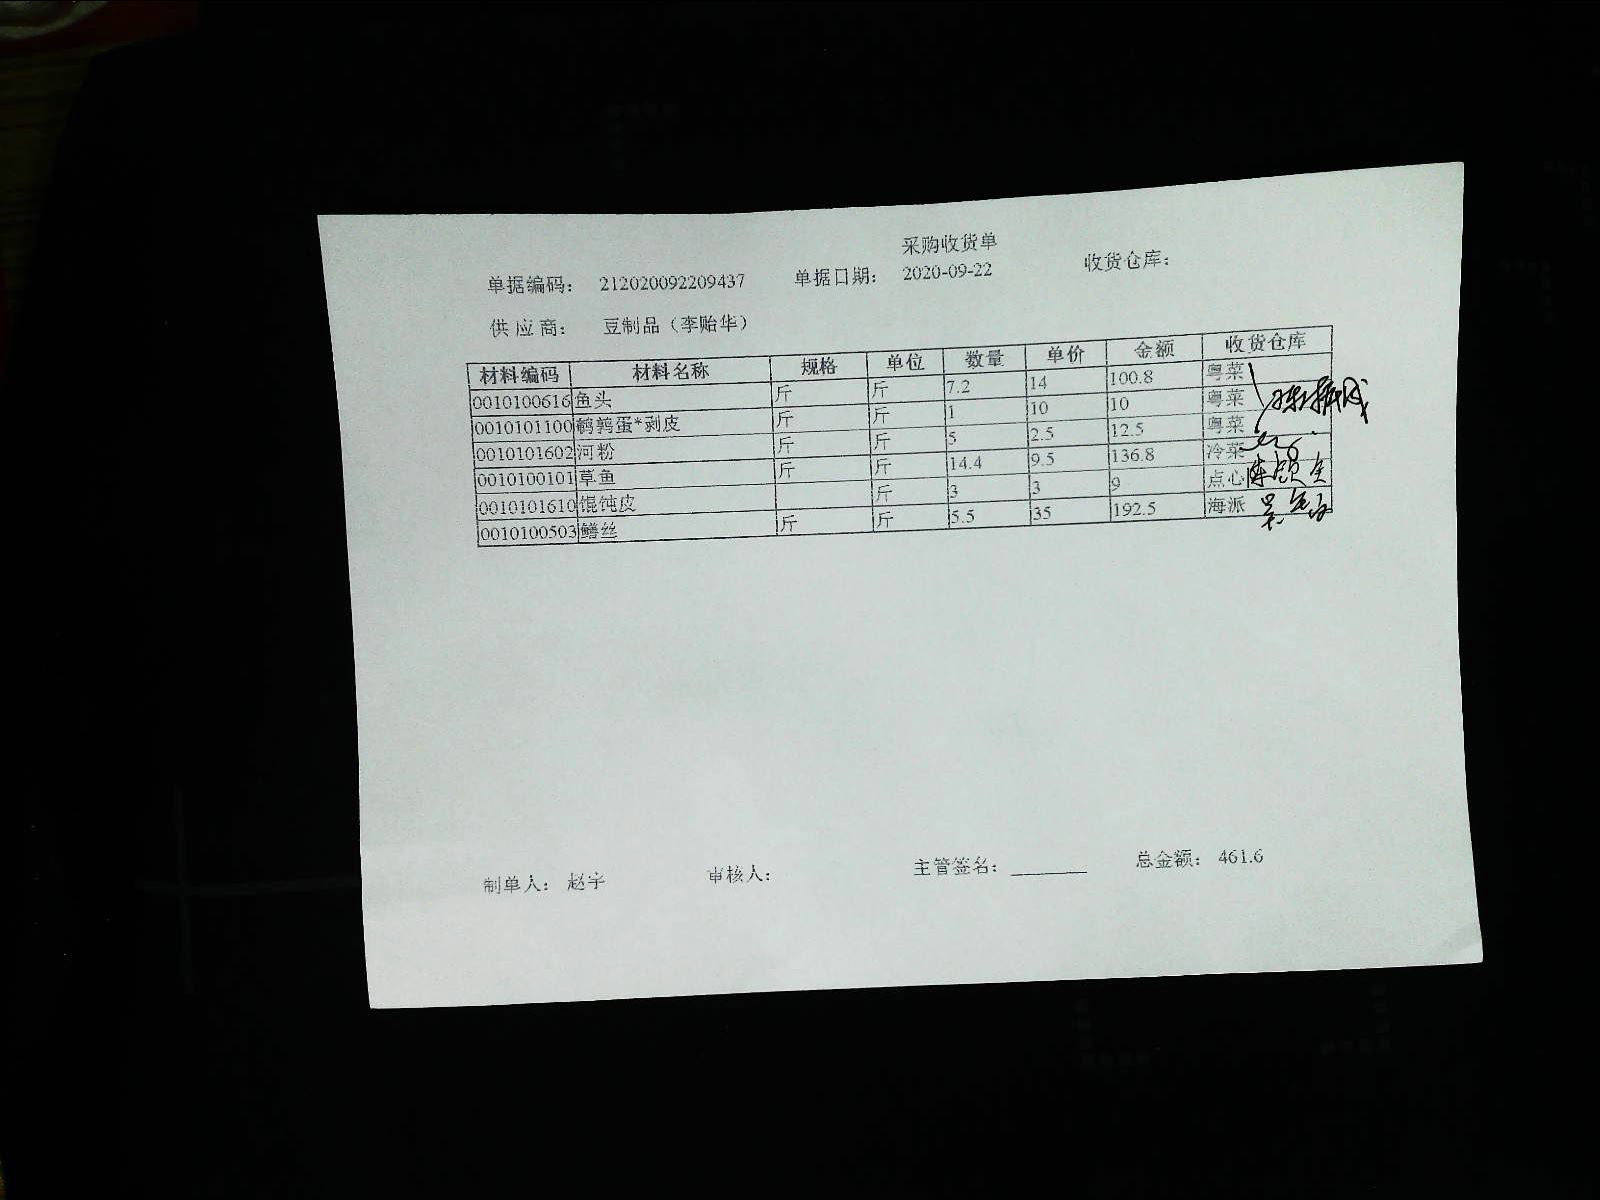 采购收货单
单据编码： 212020092209437 单据日期： 2020-09-22 收货仓库：
供 应 商： 豆制品（李贻华）
材料编码 材料名称 规格 单位 数量 单价 金额 收货仓库
0010100616 鱼头 斤 斤 7.2 14 100.8 粤菜
0010101100 鹌鹑蛋*剥皮 斤 斤 1 10 10 粤菜
0010101602 河粉 斤 斤 5 2.5 12.5 粤菜
0010100101 草鱼 斤 斤 14.4 9.5 136.8 冷菜
0010101610 馄饨皮 斤 3 3 9 点心
0010100503 鳝丝 斤 斤 5.5 35 192.5 海派
制单人： 赵宇 审核人： 主管签名： ________ 总金额： 461.6